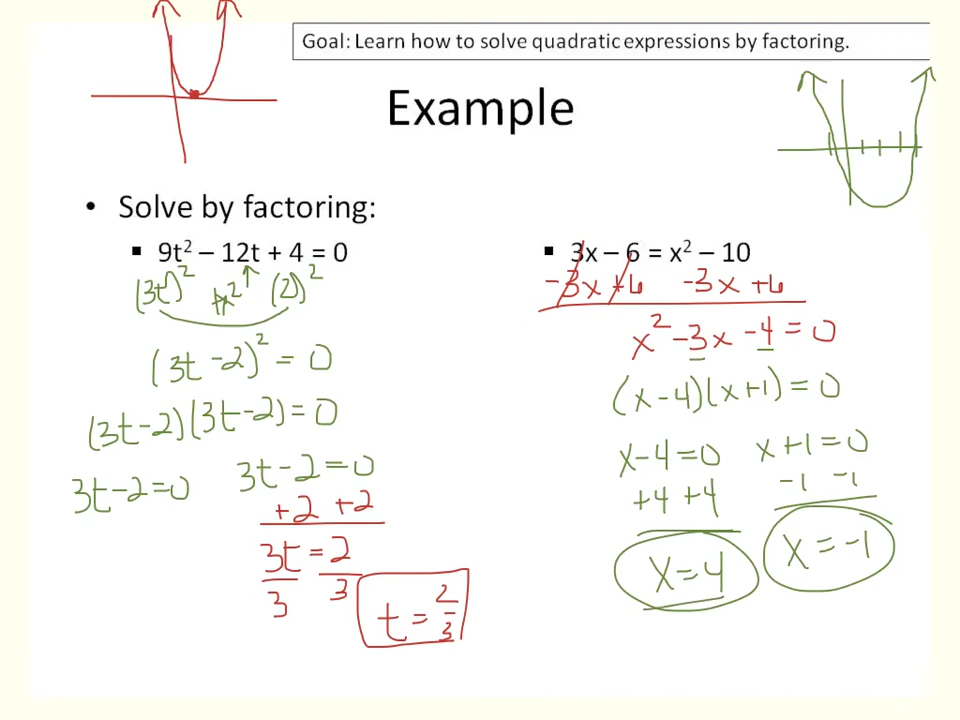 Goal: Learn how to solve quadratic expressions by factoring.
Example
• Solve by factoring:
▪ 9t² – 12t + 4 = 0
(3t)² (2)²
(3t -2)² = 0
(3t-2)(3t-2)=0
3t-2=0 3t-2=0
+2 +2
3t = 2
3 3
t = 2/3
▪ 3x – 6 = x² – 10
-3x +6 -3x +6
x² -3x -4 = 0
(x-4)(x+1) = 0
x-4=0 x+1=0
+4 +4 -1 -1
x=4 x=-1